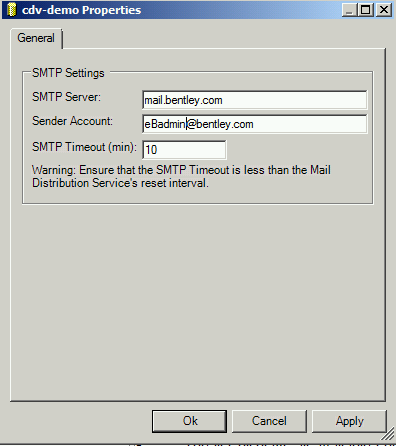 cdv-demo Properties
General
SMTP Settings
SMTP Server: mail.bentley.com
Sender Account: eBadmin@bentley.com
SMTP Timeout (min): 10
Warning: Ensure that the SMTP Timeout is less than the Mail
Distribution Service's reset interval.
Ok Cancel Apply